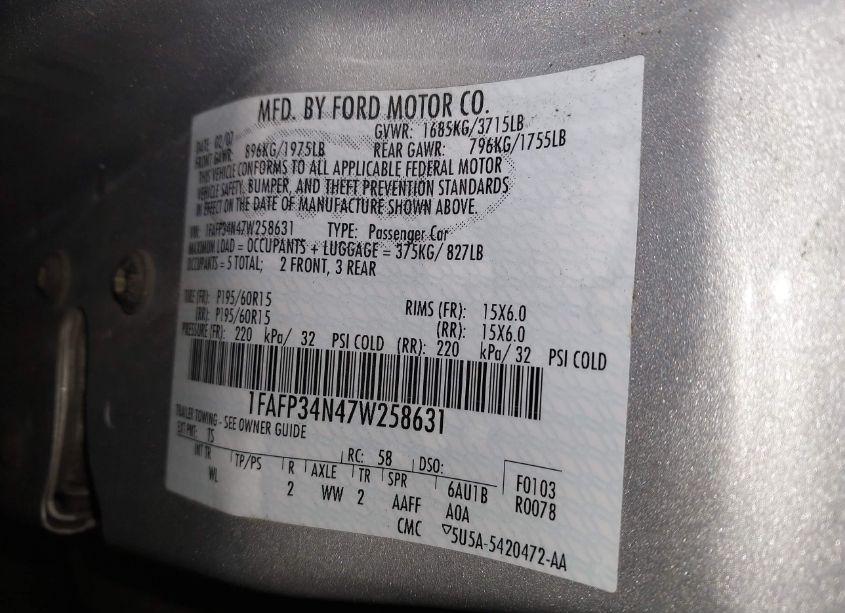 MFD. BY FORD MOTOR CO.
DATE 02/07 GVWR: 1685KG/3715LB
FRONT GAWR: 896KG/1975LB REAR GAWR: 796KG/1755LB
THIS VEHICLE CONFORMS TO ALL APPLICABLE FEDERAL MOTOR
VEHICLE SAFETY, BUMPER, AND THEFT PREVENTION STANDARDS
IN EFFECT ON THE DATE OF MANUFACTURE SHOWN ABOVE.
VIN: 1FAFP34N47W258631 TYPE: Passenger Car
MAXIMUM LOAD = OCCUPANTS + LUGGAGE = 375KG/ 827LB
OCCUPANTS = 5 TOTAL; 2 FRONT, 3 REAR
TIRE (FR): P195/60R15 RIMS (FR): 15X6.0
(RR): P195/60R15 (RR): 15X6.0
PRESSURE (FR): 220 kPa/ 32 PSI COLD (RR): 220 kPa/ 32 PSI COLD
1FAFP34N47W258631
TRAILER TOWING - SEE OWNER GUIDE
EXT PNT: TS RC: 58 DSO:
INT TR TP/PS R AXLE TR SPR 6AU1B F0103
WL 2 WW 2 AAFF A0A R0078
CMC ▽5U5A-5420472-AA